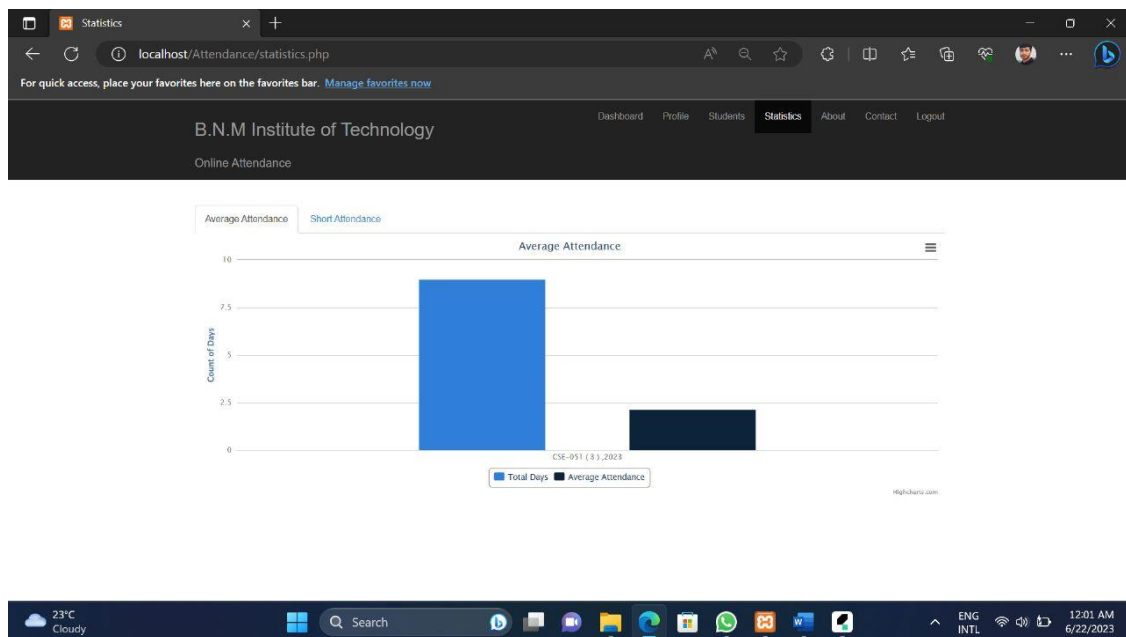 Statistics
localhost/Attendance/statistics.php
For quick access, place your favorites here on the favorites bar. Manage favorites now
B.N.M Institute of Technology
Dashboard Profile Students Statistics About Contact Logout
Online Attendance
Average Attendance Short Attendance
Average Attendance
10
7.5
5
2.5
0
Count of Days
CSE-051 ( 3 ),2023
Total Days Average Attendance
Highcharts.com
23°C
Cloudy
Search
ENG
INTL
12:01 AM
6/22/2023